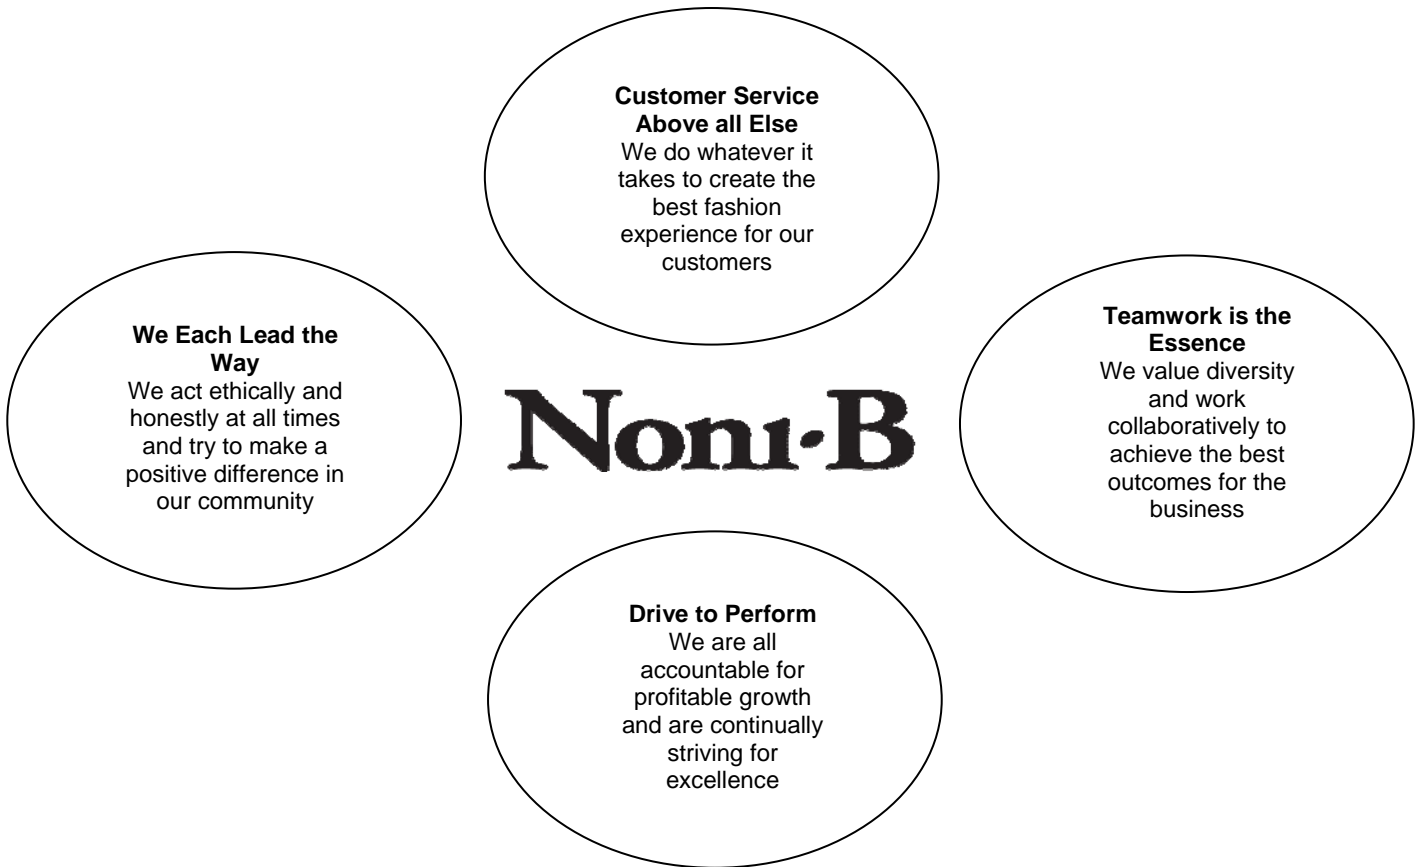 Customer Service
Above all Else
We do whatever it
takes to create the
best fashion
experience for our
customers
We Each Lead the
Way
We act ethically and
honestly at all times
and try to make a
positive difference in
our community
Noni·B
Teamwork is the
Essence
We value diversity
and work
collaboratively to
achieve the best
outcomes for the
business
Drive to Perform
We are all
accountable for
profitable growth
and are continually
striving for
excellence